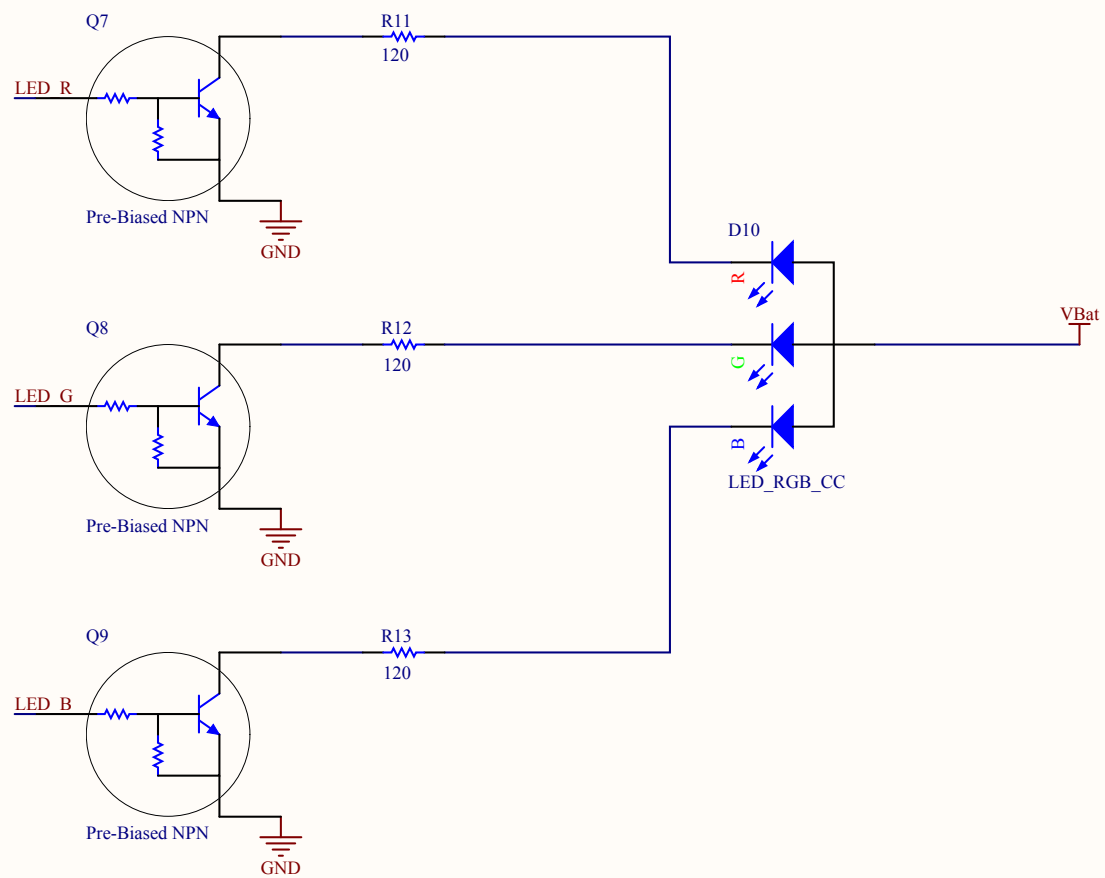 Q7
R11
120
LED_R
Pre-Biased NPN
GND
D10
R
VBat
Q8
R12
120
G
LED_G
B
LED_RGB_CC
Pre-Biased NPN
GND
Q9
R13
120
LED_B
Pre-Biased NPN
GND